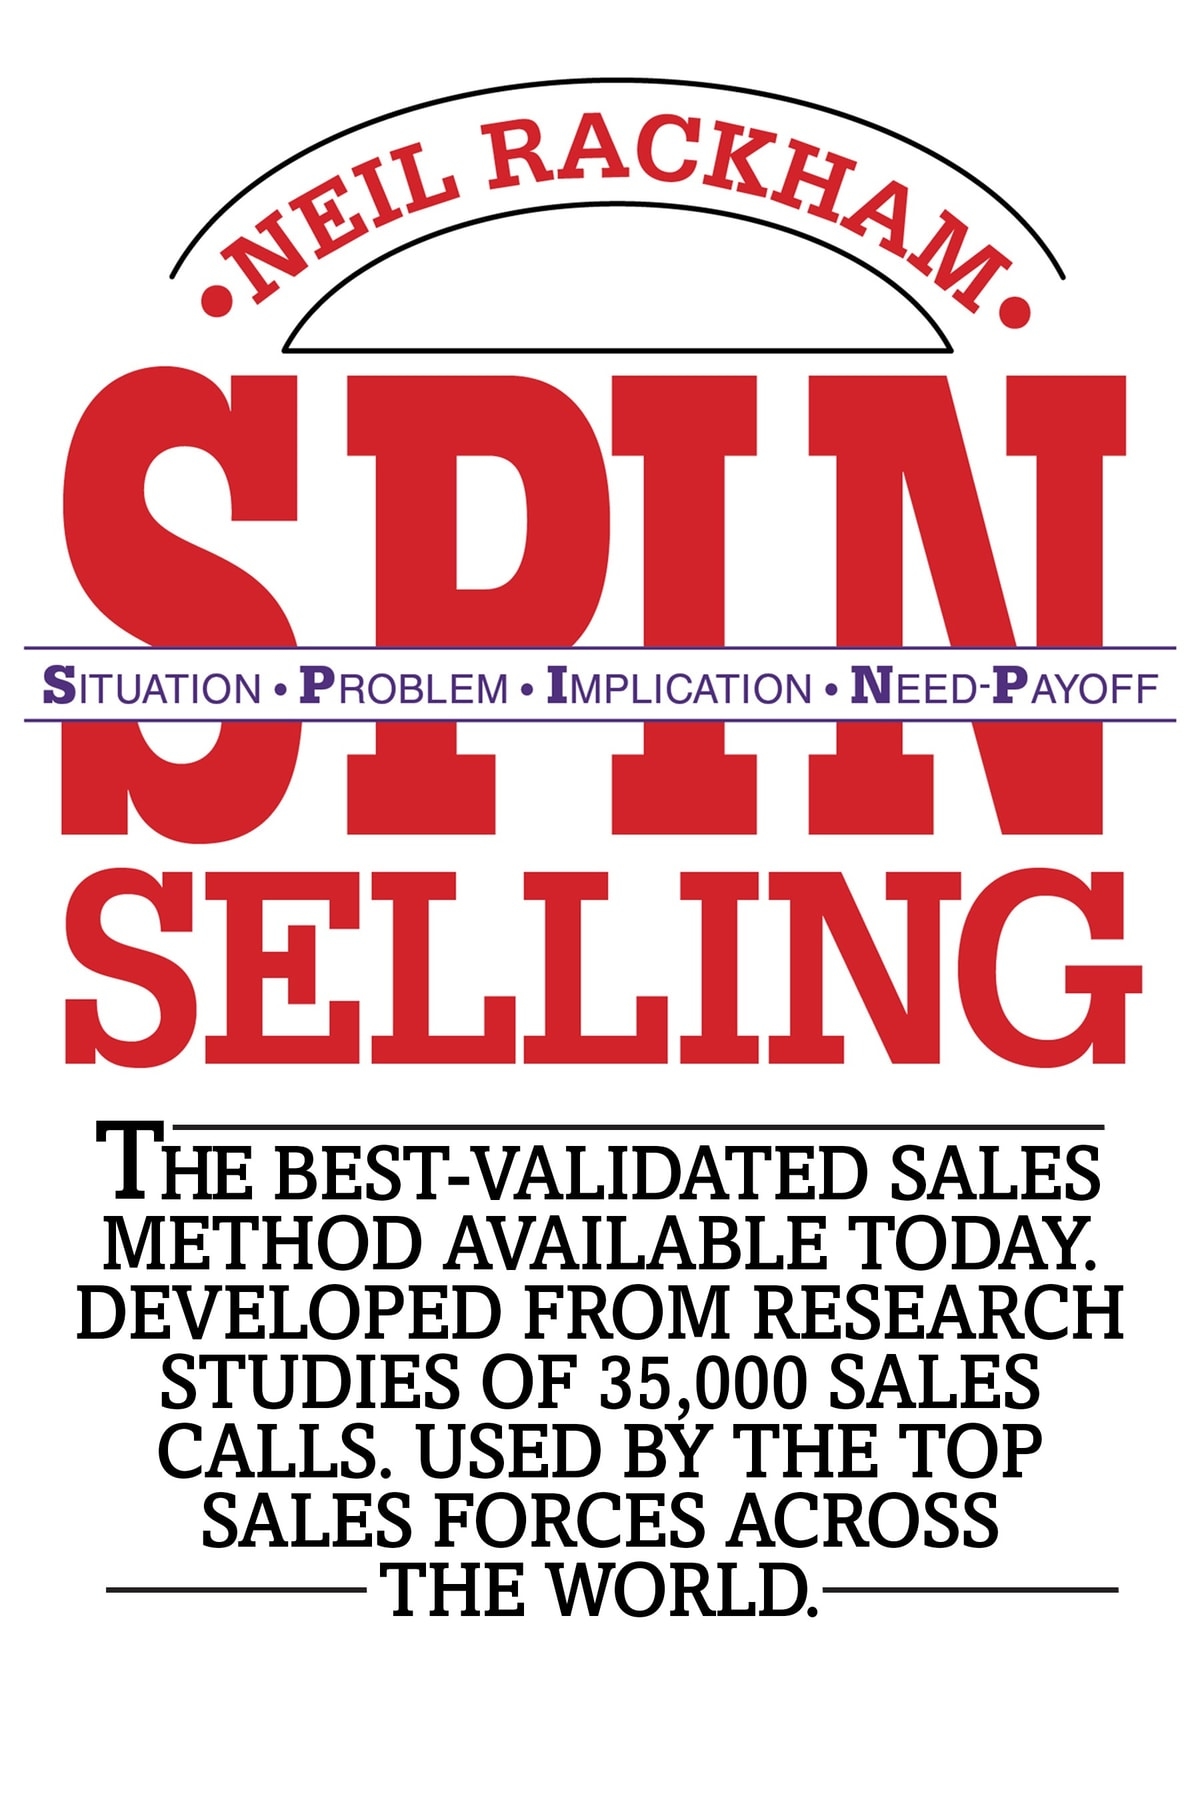 •NEIL RACKHAM•
SPIN
SITUATION • PROBLEM • IMPLICATION • NEED-PAYOFF
SELLING
THE BEST-VALIDATED SALES
METHOD AVAILABLE TODAY.
DEVELOPED FROM RESEARCH
STUDIES OF 35,000 SALES
CALLS. USED BY THE TOP
SALES FORCES ACROSS
THE WORLD.